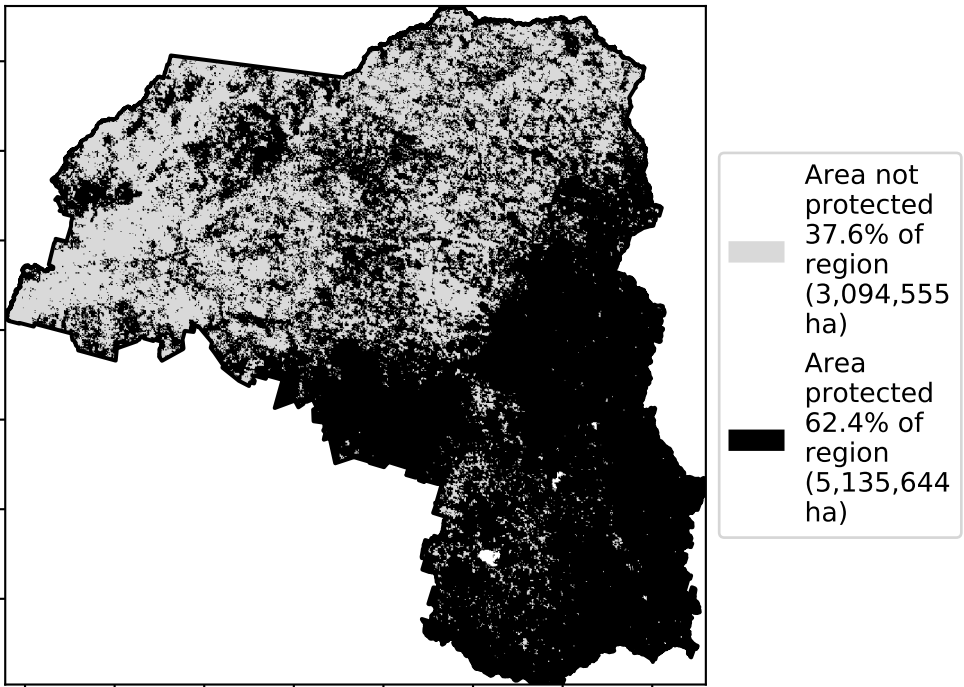 Area not
protected
37.6% of
region
(3,094,555
ha)
Area
protected
62.4% of
region
(5,135,644
ha)